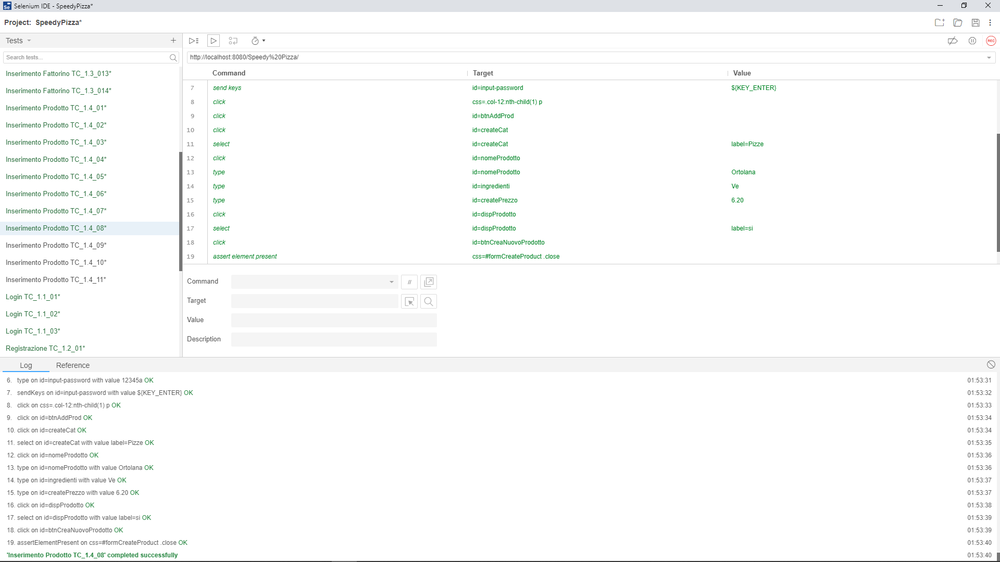 Selenium IDE - SpeedyPizza*
Project: SpeedyPizza*
Tests
Search tests...
Inserimento Fattorino TC_1.3_013*
Inserimento Fattorino TC_1.3_014*
Inserimento Prodotto TC_1.4_01*
Inserimento Prodotto TC_1.4_02*
Inserimento Prodotto TC_1.4_03*
Inserimento Prodotto TC_1.4_04*
Inserimento Prodotto TC_1.4_05*
Inserimento Prodotto TC_1.4_06*
Inserimento Prodotto TC_1.4_07*
Inserimento Prodotto TC_1.4_08*
Inserimento Prodotto TC_1.4_09*
Inserimento Prodotto TC_1.4_10*
Inserimento Prodotto TC_1.4_11*
Login TC_1.1_01*
Login TC_1.1_02*
Login TC_1.1_03*
Registrazione TC_1.2_01*
REC
http://localhost:8080/Speedy%20Pizza/
Command Target Value
7 send keys id=input-password ${KEY_ENTER}
8 click css=.col-12:nth-child(1) p
9 click id=btnAddProd
10 click id=createCat
11 select id=createCat label=Pizze
12 click id=nomeProdotto
13 type id=nomeProdotto Ortolana
14 type id=ingredienti Ve
15 type id=createPrezzo 6.20
16 click id=dispProdotto
17 select id=dispProdotto label=si
18 click id=btnCreaNuovoProdotto
19 assert element present css=#formCreateProduct .close
Command //
Target
Value
Description
Log Reference
6. type on id=input-password with value 12345a OK 01:53:31
7. sendKeys on id=input-password with value ${KEY_ENTER} OK 01:53:32
8. click on css=.col-12:nth-child(1) p OK 01:53:33
9. click on id=btnAddProd OK 01:53:34
10. click on id=createCat OK 01:53:34
11. select on id=createCat with value label=Pizze OK 01:53:35
12. click on id=nomeProdotto OK 01:53:36
13. type on id=nomeProdotto with value Ortolana OK 01:53:36
14. type on id=ingredienti with value Ve OK 01:53:37
15. type on id=createPrezzo with value 6.20 OK 01:53:37
16. click on id=dispProdotto OK 01:53:38
17. select on id=dispProdotto with value label=si OK 01:53:39
18. click on id=btnCreaNuovoProdotto OK 01:53:39
19. assertElementPresent on css=#formCreateProduct .close OK 01:53:40
'Inserimento Prodotto TC_1.4_08' completed successfully 01:53:40